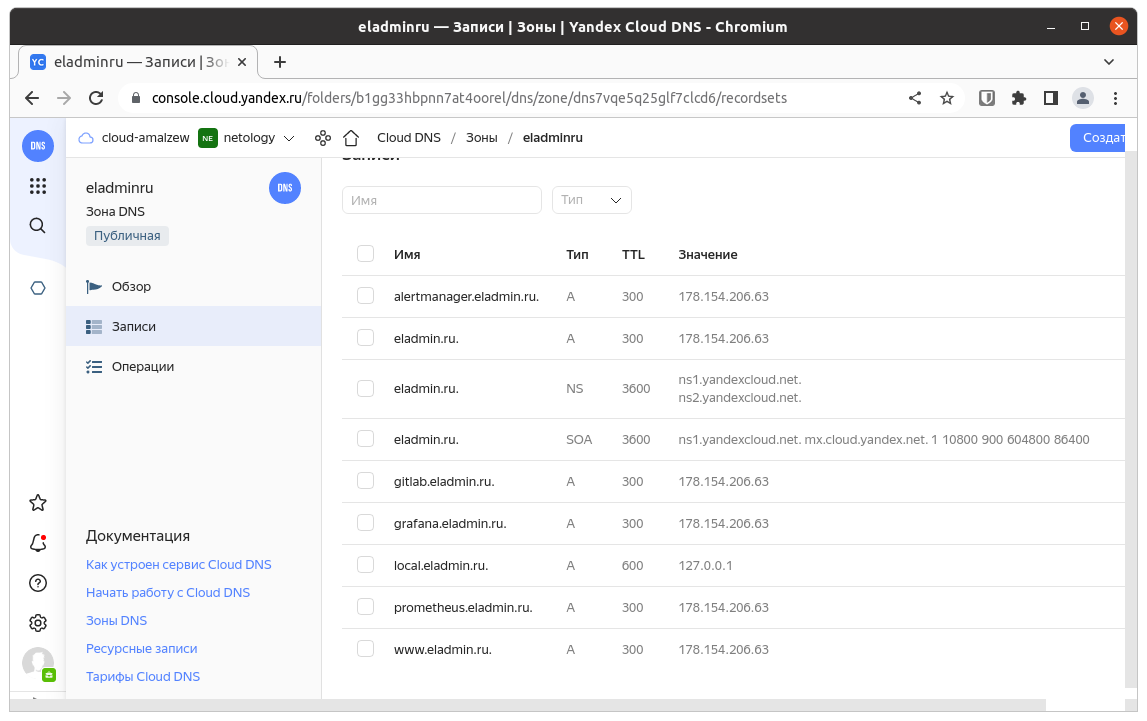 eladminru — Записи | Зоны | Yandex Cloud DNS - Chromium
YC eladminru — Записи | Зо
console.cloud.yandex.ru/folders/b1gg33hbpnn7at4oorel/dns/zone/dns7vqe5q25glf7clcd6/recordsets
DNS
cloud-amalzew NE netology Cloud DNS / Зоны / eladminru
Создат
eladminru
DNS
Зона DNS
Публичная
Обзор
Записи
Операции
Документация
Как устроен сервис Cloud DNS
Начать работу с Cloud DNS
Зоны DNS
Ресурсные записи
Тарифы Cloud DNS
Записи
Имя Тип
Имя Тип TTL Значение
alertmanager.eladmin.ru. A 300 178.154.206.63
eladmin.ru. A 300 178.154.206.63
eladmin.ru. NS 3600 ns1.yandexcloud.net.
ns2.yandexcloud.net.
eladmin.ru. SOA 3600 ns1.yandexcloud.net. mx.cloud.yandex.net. 1 10800 900 604800 86400
gitlab.eladmin.ru. A 300 178.154.206.63
grafana.eladmin.ru. A 300 178.154.206.63
local.eladmin.ru. A 600 127.0.0.1
prometheus.eladmin.ru. A 300 178.154.206.63
www.eladmin.ru. A 300 178.154.206.63